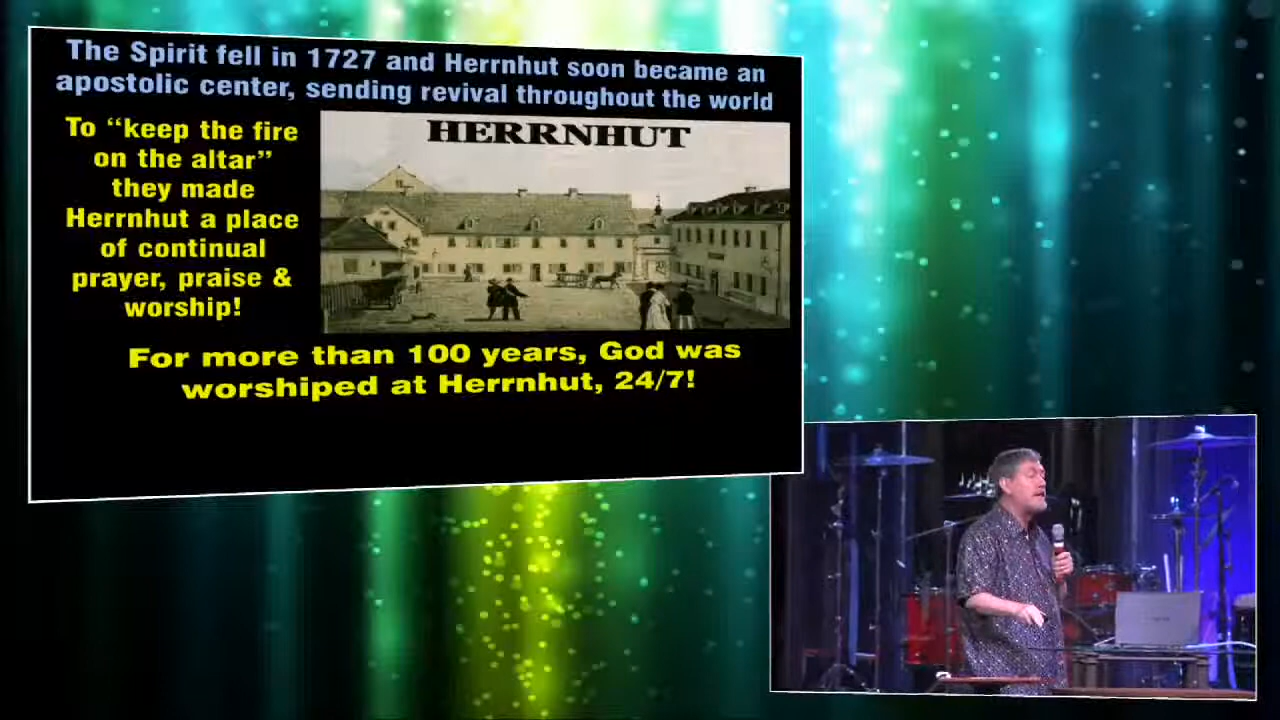 The Spirit fell in 1727 and Herrnhut soon became an
apostolic center, sending revival throughout the world
To “keep the fire
on the altar”
they made
Herrnhut a place
of continual
prayer, praise &
worship!
HERRNHUT
For more than 100 years, God was
worshiped at Herrnhut, 24/7!